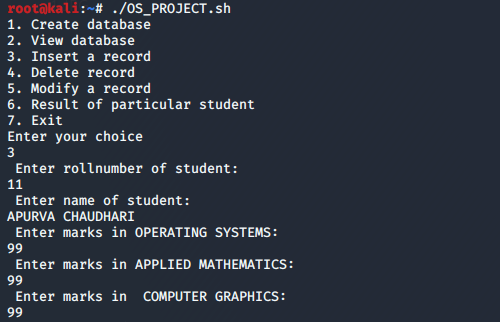 root@kali:~# ./OS_PROJECT.sh
1. Create database
2. View database
3. Insert a record
4. Delete record
5. Modify a record
6. Result of particular student
7. Exit
Enter your choice
3
Enter rollnumber of student:
11
Enter name of student:
APURVA CHAUDHARI
Enter marks in OPERATING SYSTEMS:
99
Enter marks in APPLIED MATHEMATICS:
99
Enter marks in  COMPUTER GRAPHICS:
99